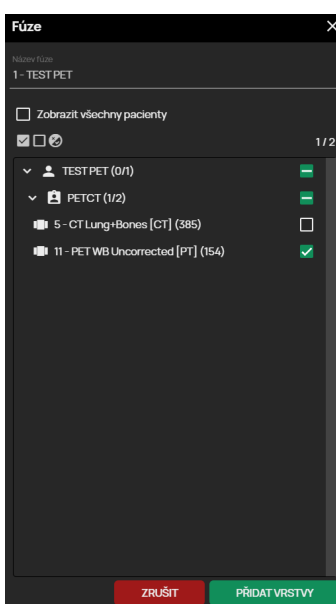 Fúze
Název fúze
1 - TEST PET
Zobrazit všechny pacienty
1 / 2
TEST PET (0/1)
PETCT (1/2)
5 - CT Lung+Bones [CT] (385)
11 - PET WB Uncorrected [PT] (154)
ZRUŠIT PŘIDAT VRSTVY